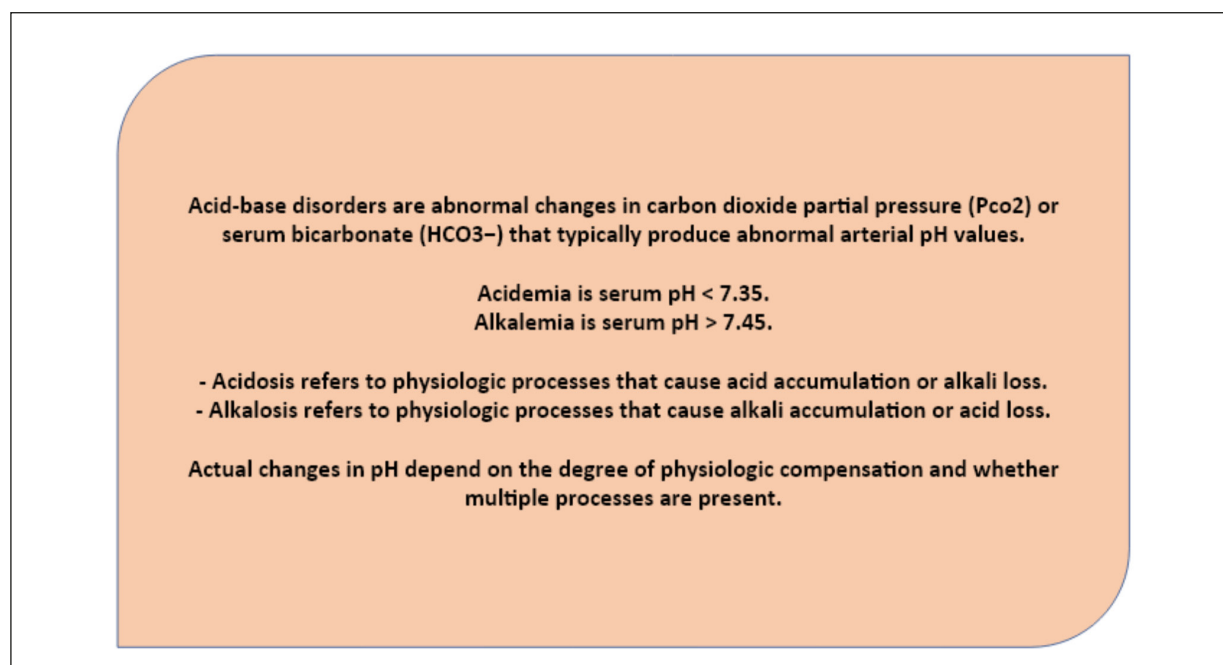 Acid-base disorders are abnormal changes in carbon dioxide partial pressure (Pco2) or
serum bicarbonate (HCO3−) that typically produce abnormal arterial pH values.
Acidemia is serum pH < 7.35.
Alkalemia is serum pH > 7.45.
- Acidosis refers to physiologic processes that cause acid accumulation or alkali loss.
- Alkalosis refers to physiologic processes that cause alkali accumulation or acid loss.
Actual changes in pH depend on the degree of physiologic compensation and whether
multiple processes are present.